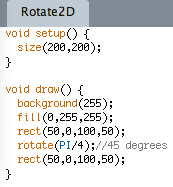 Rotate2D
void setup() {
size(200,200);
}
void draw() {
background(255);
fill(0,255,255);
rect(50,0,100,50);
rotate(PI/4);//45 degrees
rect(50,0,100,50);
}